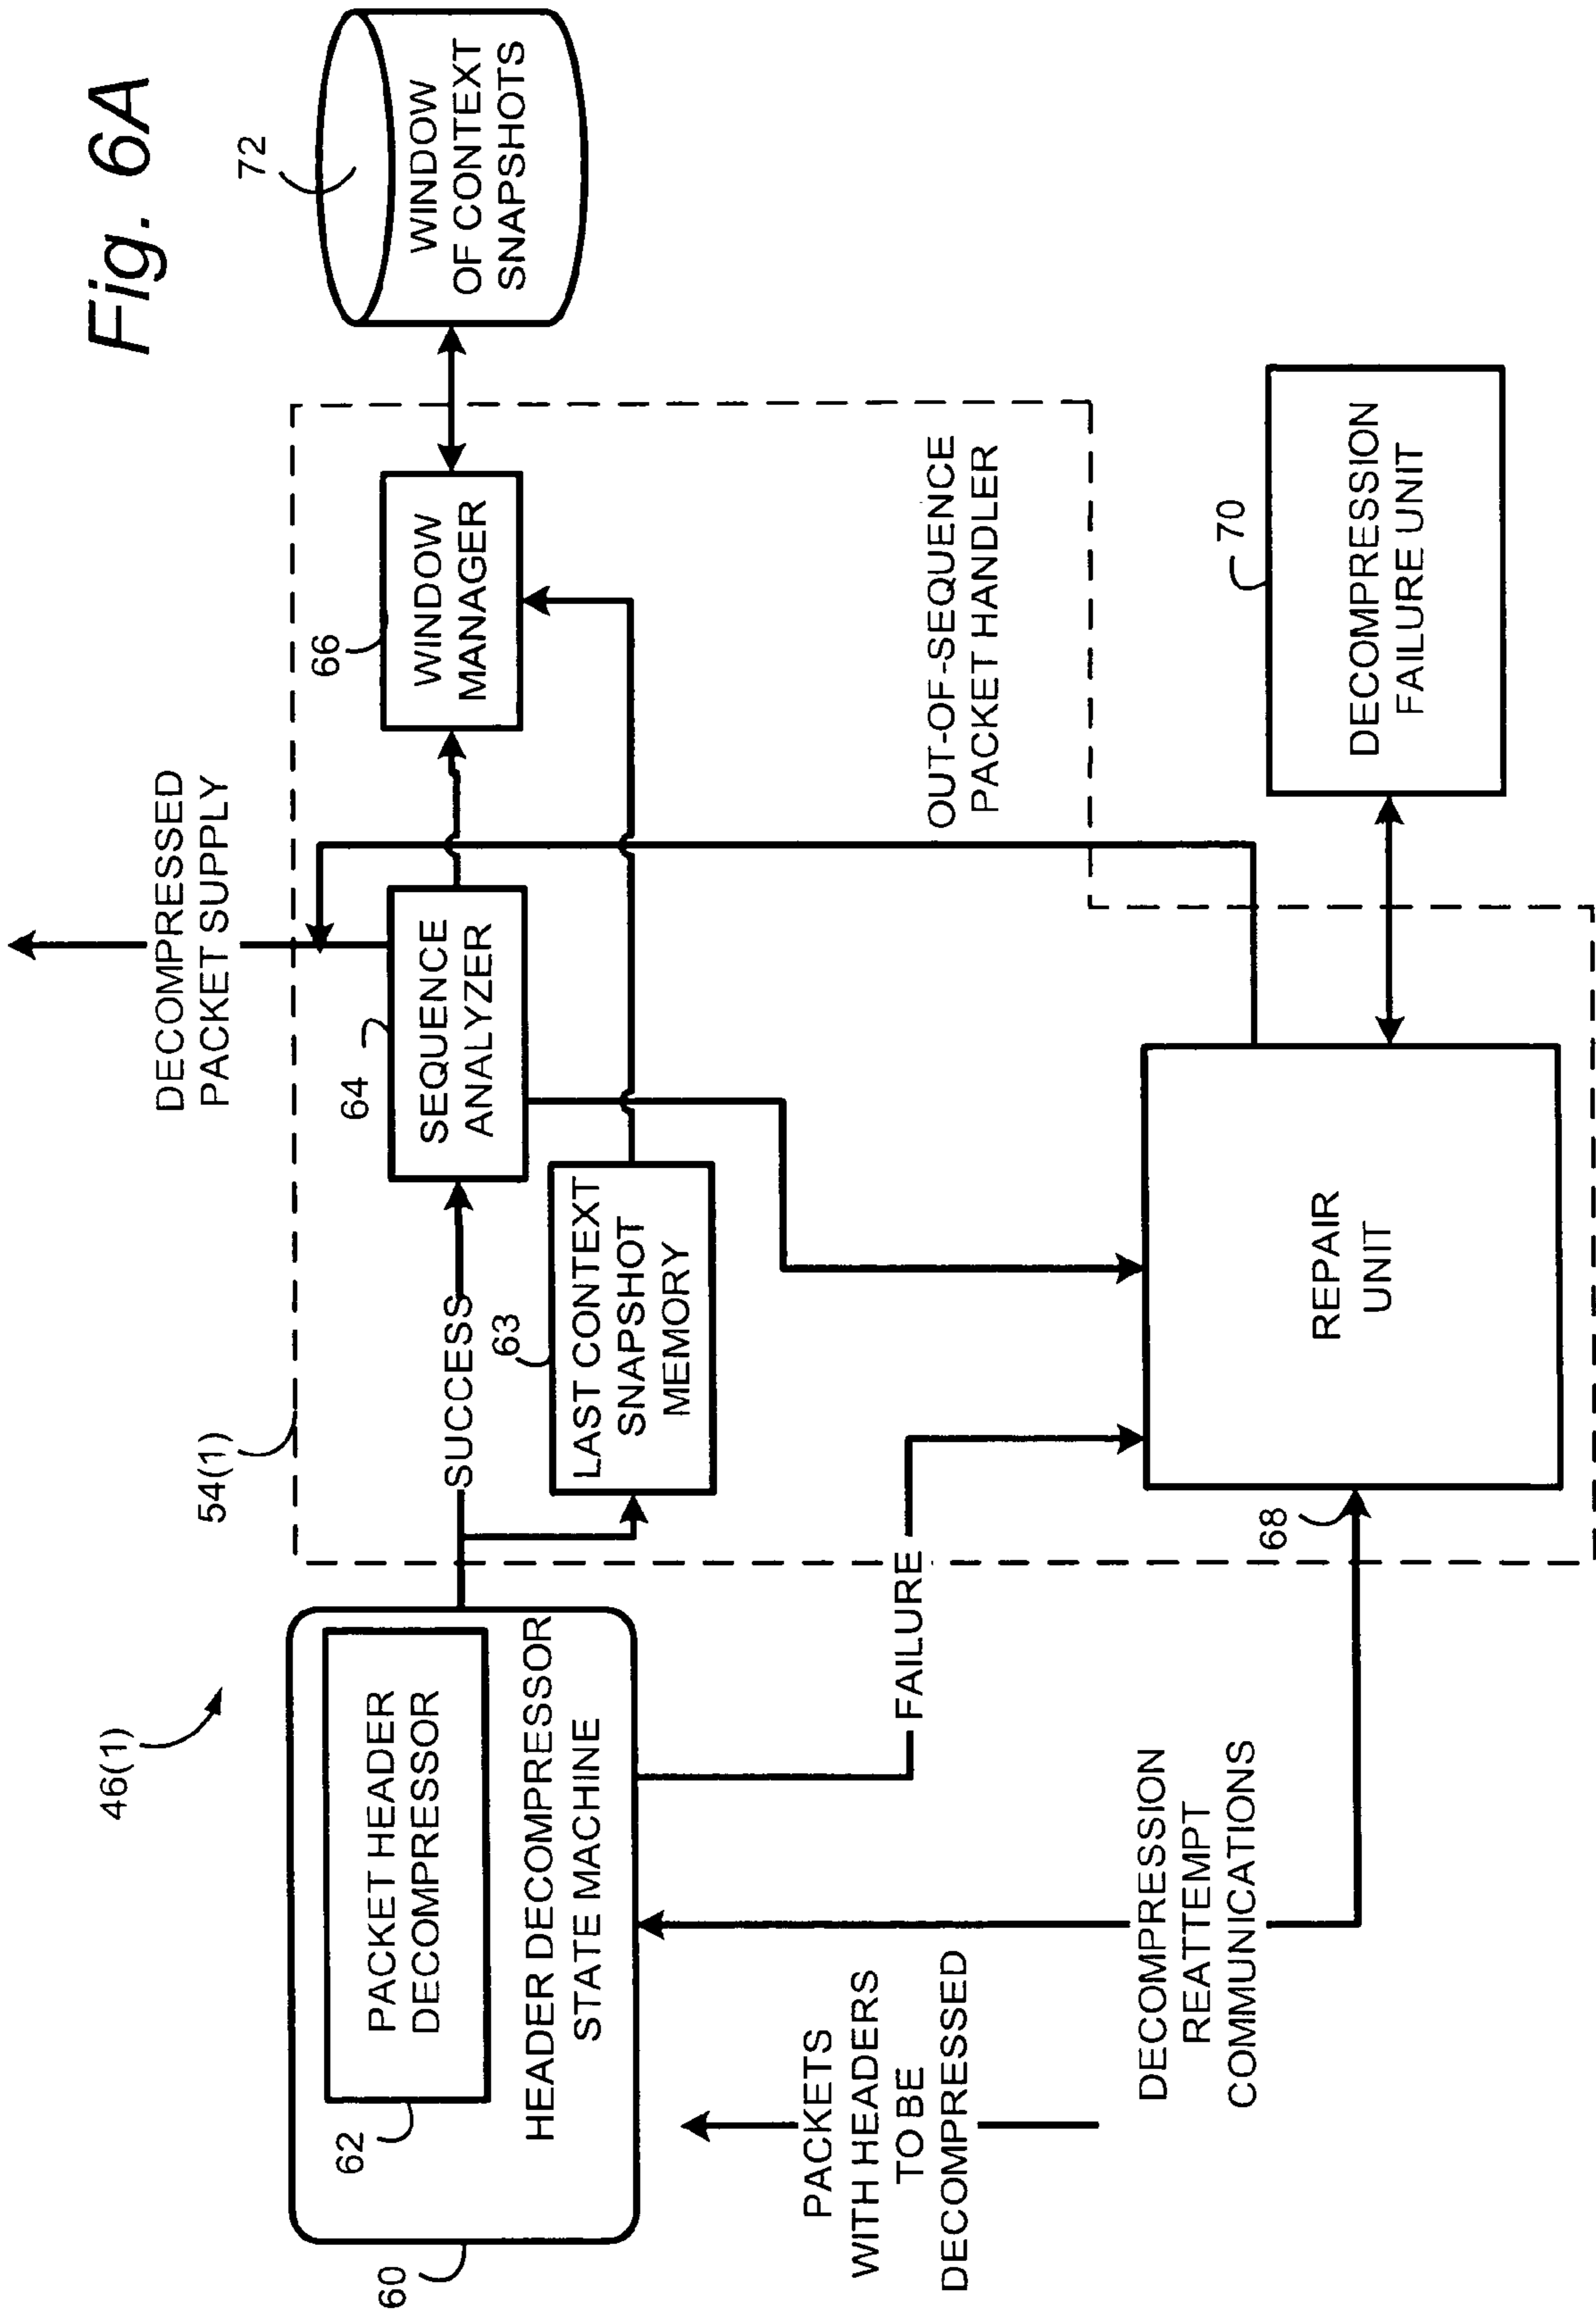 Fig. 6A
46(1)
54(1)
DECOMPRESSED
PACKET SUPPLY
60
62
PACKET HEADER
DECOMPRESSOR
HEADER DECOMPRESSOR
STATE MACHINE
SUCCESS
64
SEQUENCE
ANALYZER
66
WINDOW
MANAGER
72
WINDOW
OF CONTEXT
SNAPSHOTS
63
LAST CONTEXT
SNAPSHOT
MEMORY
PACKETS
WITH HEADERS
TO BE
DECOMPRESSED
FAILURE
OUT-OF-SEQUENCE
PACKET HANDLER
DECOMPRESSION
REATTEMPT
COMMUNICATIONS
68
REPAIR
UNIT
70
DECOMPRESSION
FAILURE UNIT